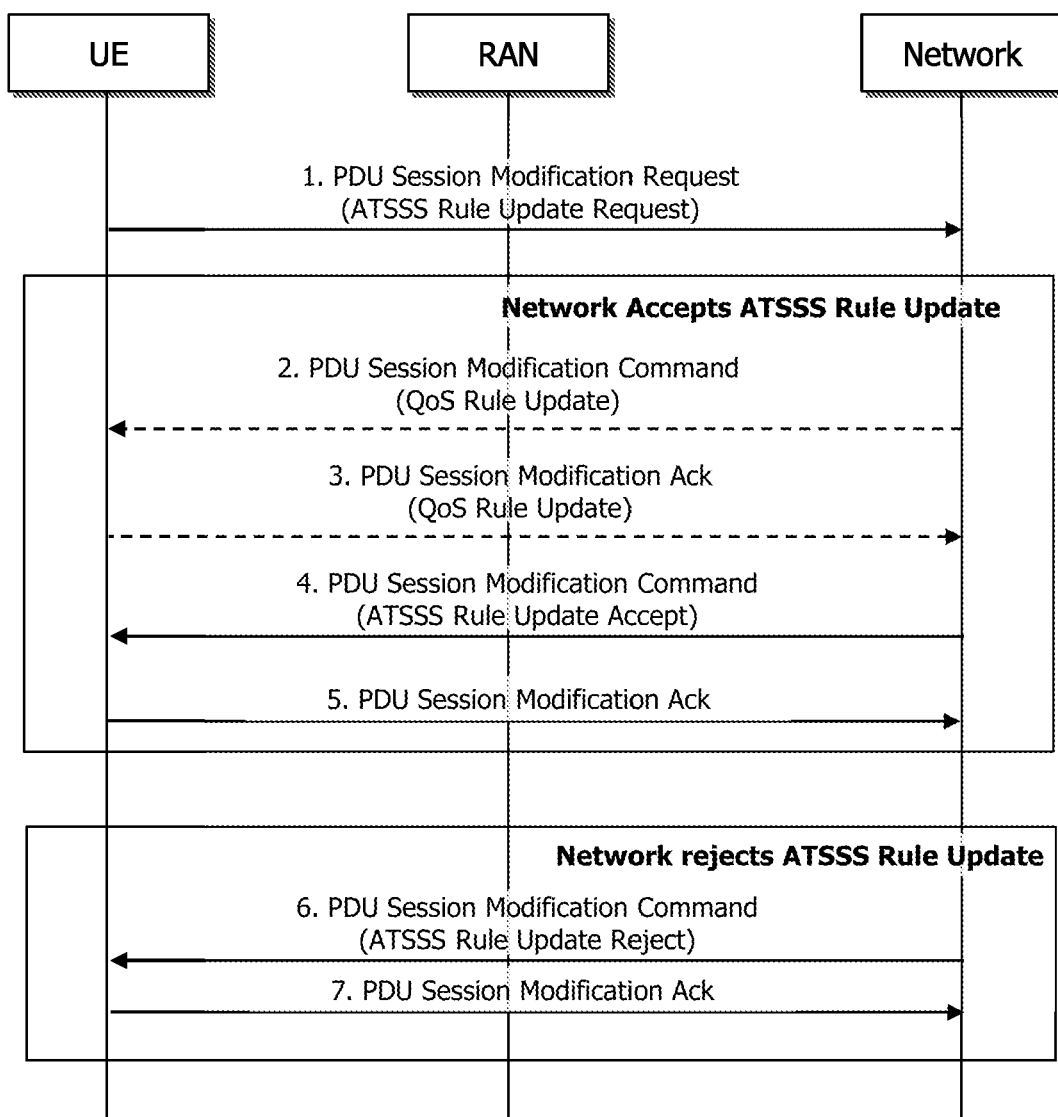 UE
RAN
Network
1. PDU Session Modification Request
(ATSSS Rule Update Request)
Network Accepts ATSSS Rule Update
2. PDU Session Modification Command
(QoS Rule Update)
3. PDU Session Modification Ack
(QoS Rule Update)
4. PDU Session Modification Command
(ATSSS Rule Update Accept)
5. PDU Session Modification Ack
Network rejects ATSSS Rule Update
6. PDU Session Modification Command
(ATSSS Rule Update Reject)
7. PDU Session Modification Ack